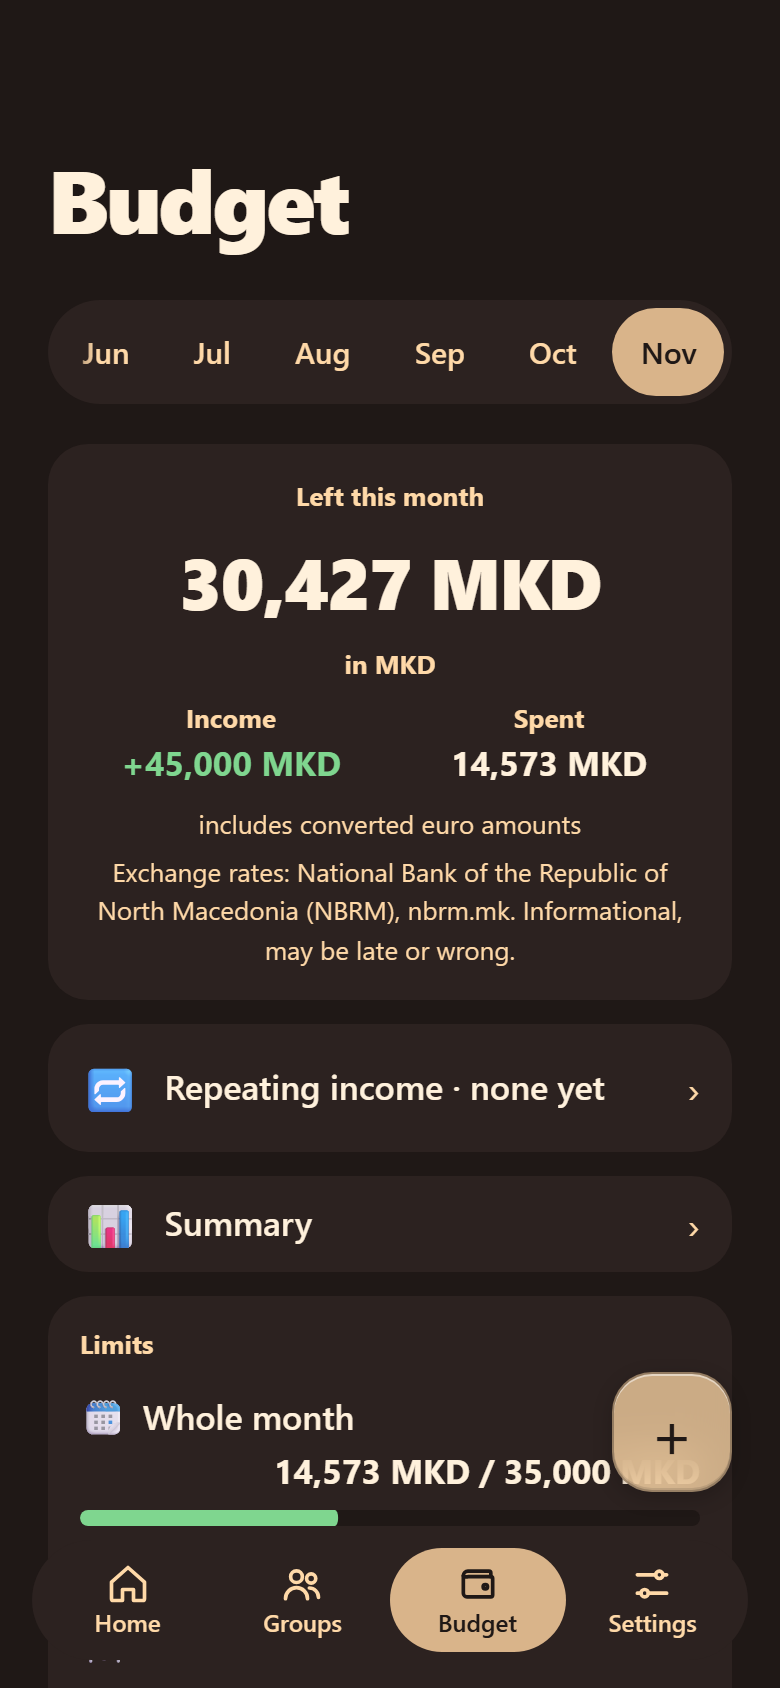 Budget
Jun Jul Aug Sep Oct Nov
Left this month
30,427 MKD
in MKD
Income Spent
+45,000 MKD 14,573 MKD
includes converted euro amounts
Exchange rates: National Bank of the Republic of
North Macedonia (NBRM), nbrm.mk. Informational,
may be late or wrong.
Repeating income · none yet ›
Summary ›
Limits
Whole month
+
14,573 MKD / 35,000 MKD
Home Groups Budget Settings